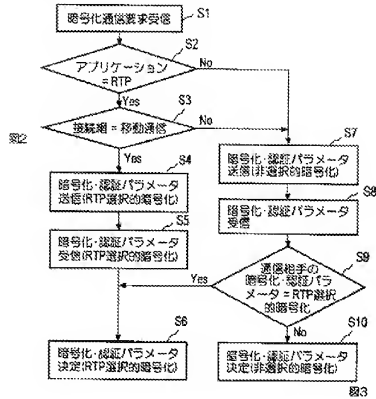 暗号化通信要求受信
S1
アプリケーション
=RTP
S2
No
Yes
接続網=移動通信
S3
No
Yes
図2
暗号化・認証パラメータ
送信(RTP選択的暗号化)
S4
暗号化・認証パラメータ
受信(RTP選択的暗号化)
S5
暗号化・認証パラメータ
決定(RTP選択的暗号化)
S6
暗号化・認証パラメータ
送信(非選択的暗号化)
S7
暗号化・認証パラメータ
受信
S8
通信相手の
暗号化・認証パラ
メータ=RTP選択
的暗号化
S9
Yes
No
暗号化・認証パラメータ
決定(非選択的暗号化)
S10
図3